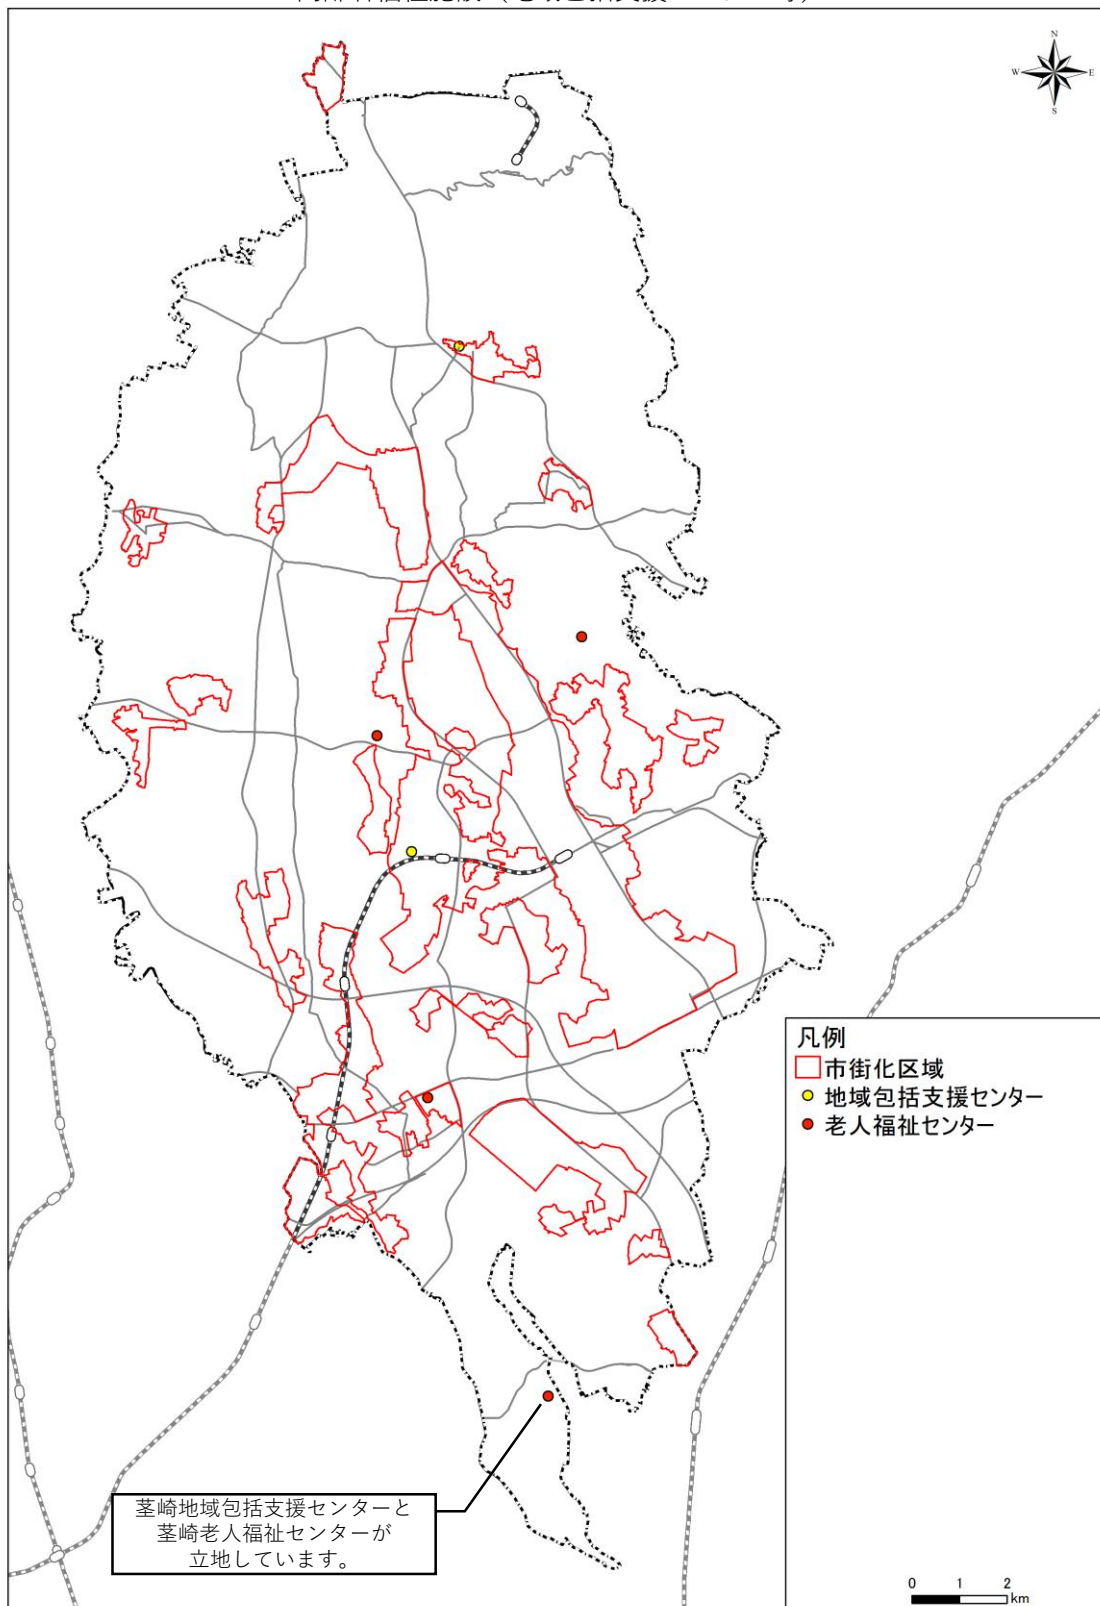 N
W
E
S
凡例
市街化区域
地域包括支援センター
老人福祉センター
茎崎地域包括支援センターと
茎崎老人福祉センターが
立地しています。
0 1 2
km